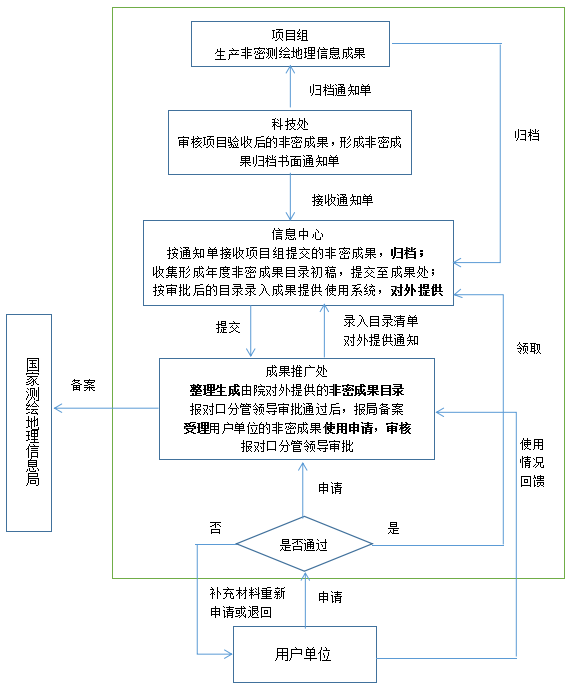 项目组
生产非密测绘地理信息成果
归档通知单
归档
科技处
审核项目验收后的非密成果，形成非密成
果归档书面通知单
接收通知单
信息中心
按通知单接收项目组提交的非密成果，归档；
收集形成年度非密成果目录初稿，提交至成果处；
按审批后的目录录入成果提供使用系统，对外提供
提交
录入目录清单
对外提供通知
领取
国家测绘地理信息局
备案
成果推广处
整理生成由院对外提供的非密成果目录
报对口分管领导审批通过后，报局备案
受理用户单位的非密成果使用申请，审核
报对口分管领导审批
使用
情况
回馈
申请
否
是否通过
是
补充材料重新
申请或退回
申请
用户单位